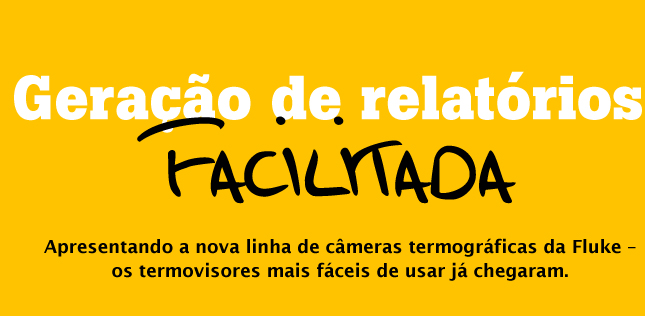 Geração de relatórios
FACILITADA
Apresentando a nova linha de câmeras termográficas da Fluke –
os termovisores mais fáceis de usar já chegaram.